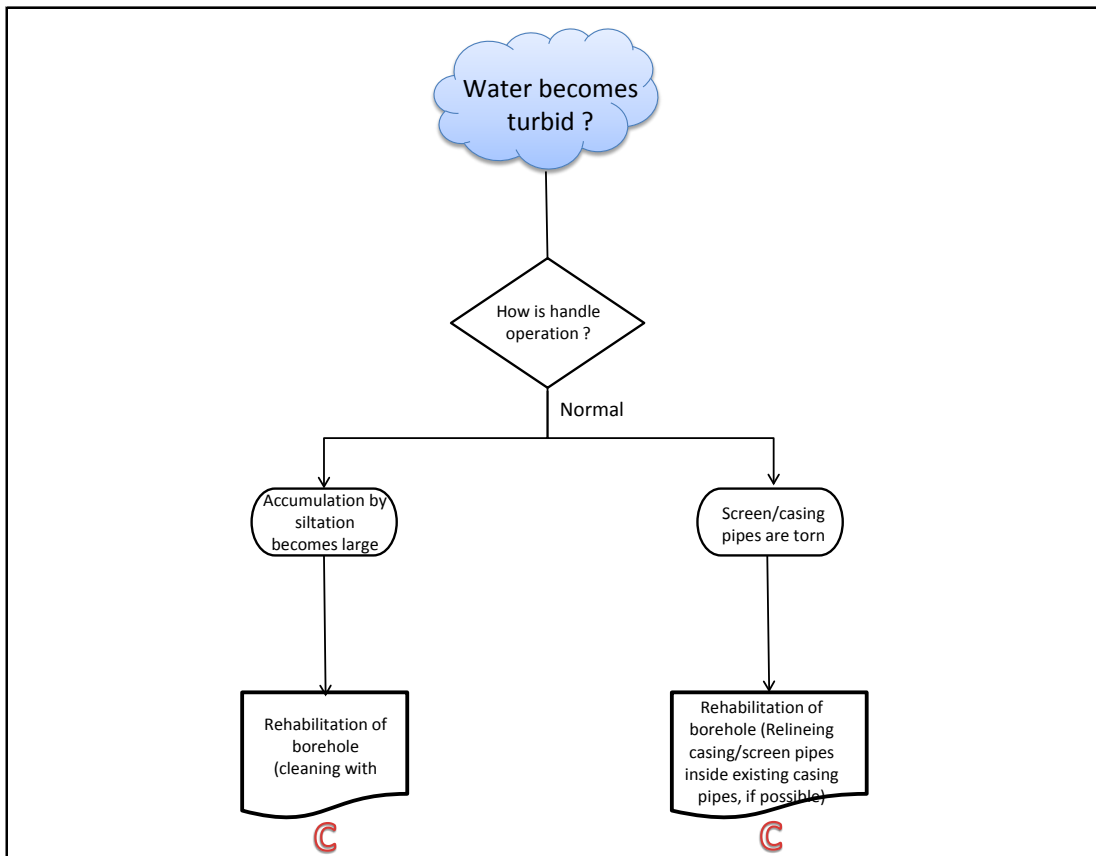 Water becomes
turbid ?
How is handle
operation ?
Normal
Accumulation by
siltation
becomes large
Screen/casing
pipes are torn
Rehabilitation of
borehole
(cleaning with
Rehabilitation of
borehole (Relineing
casing/screen pipes
inside existing casing
pipes, if possible)
C
C